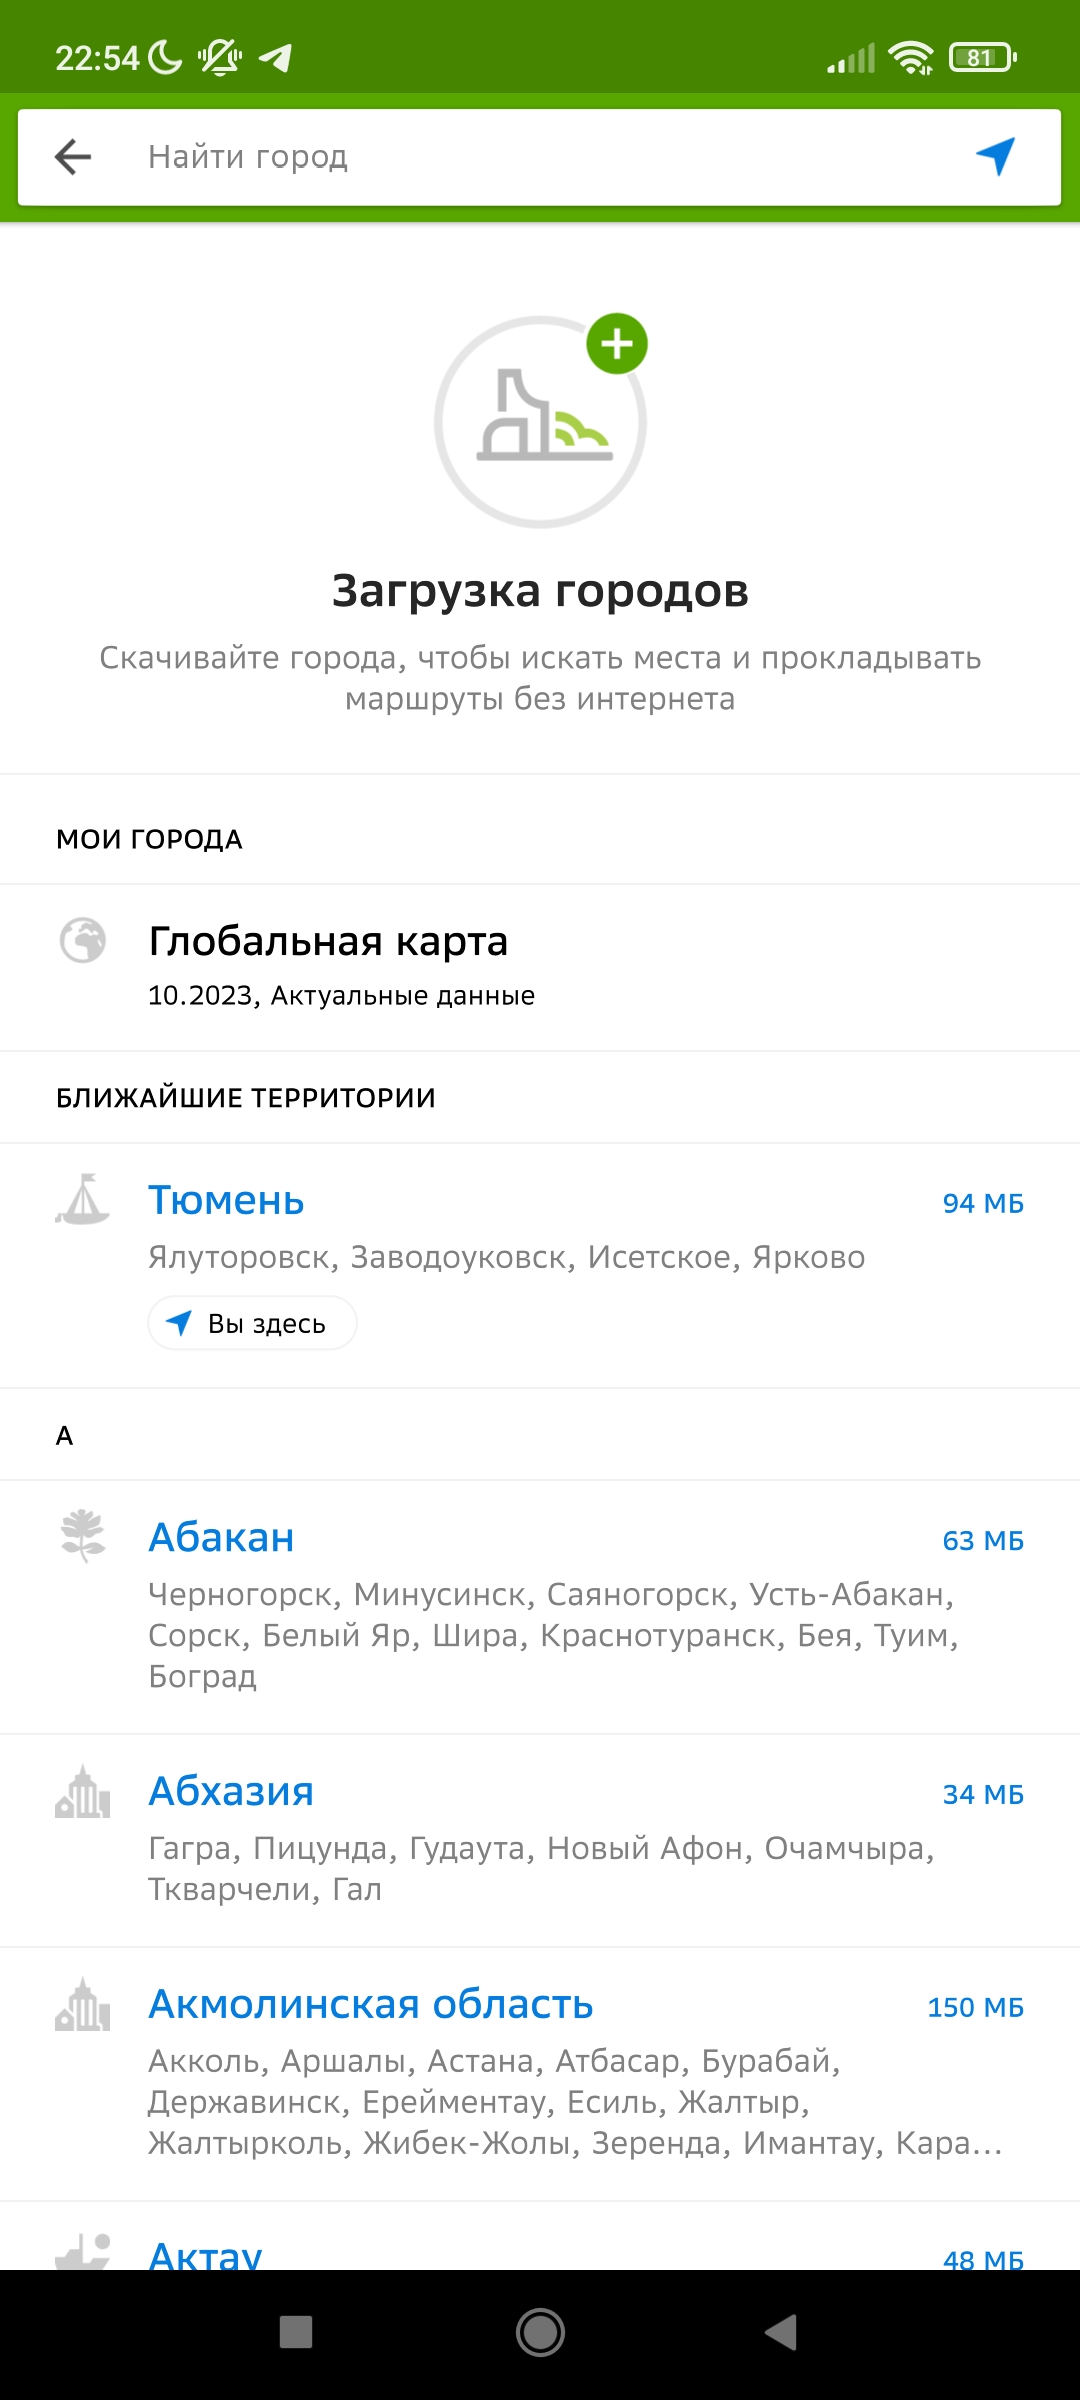 22:54
81
Найти город
Загрузка городов
Скачивайте города, чтобы искать места и прокладывать
маршруты без интернета
МОИ ГОРОДА
Глобальная карта
10.2023, Актуальные данные
БЛИЖАЙШИЕ ТЕРРИТОРИИ
Тюмень
94 МБ
Ялуторовск, Заводоуковск, Исетское, Ярково
Вы здесь
А
Абакан
63 МБ
Черногорск, Минусинск, Саяногорск, Усть-Абакан,
Сорск, Белый Яр, Шира, Краснотуранск, Бея, Туим,
Боград
Абхазия
34 МБ
Гагра, Пицунда, Гудаута, Новый Афон, Очамчыра,
Ткварчели, Гал
Акмолинская область
150 МБ
Акколь, Аршалы, Астана, Атбасар, Бурабай,
Державинск, Ерейментау, Есиль, Жалтыр,
Жалтырколь, Жибек-Жолы, Зеренда, Имантау, Кара...
Актау
48 МБ